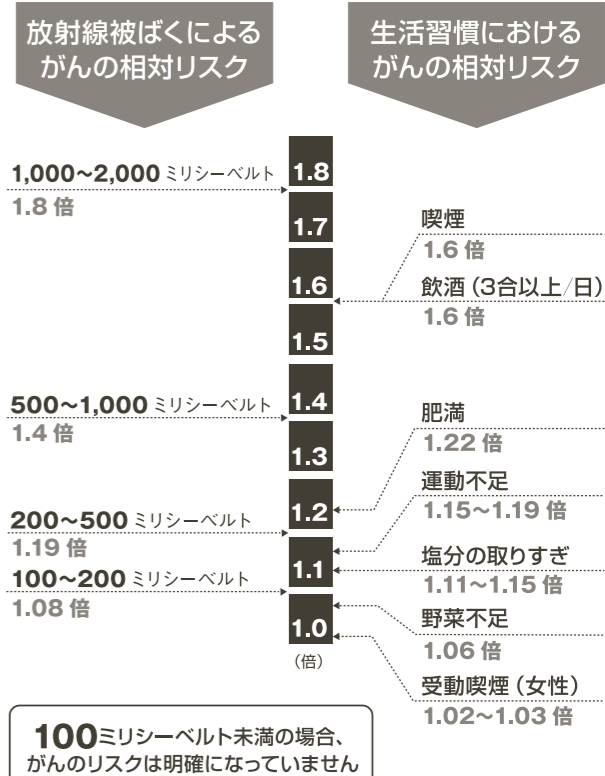 放射線被ばくによる
がんの相対リスク
生活習慣における
がんの相対リスク
1,000〜2,000 ミリシーベルト
1.8 倍
500〜1,000 ミリシーベルト
1.4 倍
200〜500 ミリシーベルト
1.19 倍
100〜200 ミリシーベルト
1.08 倍
1.8
1.7
1.6
1.5
1.4
1.3
1.2
1.1
1.0
(倍)
喫煙
1.6 倍
飲酒 (3合以上/日)
1.6 倍
肥満
1.22 倍
運動不足
1.15〜1.19 倍
塩分の取りすぎ
1.11〜1.15 倍
野菜不足
1.06 倍
受動喫煙 (女性)
1.02〜1.03 倍
100ミリシーベルト未満の場合、
がんのリスクは明確になっていません